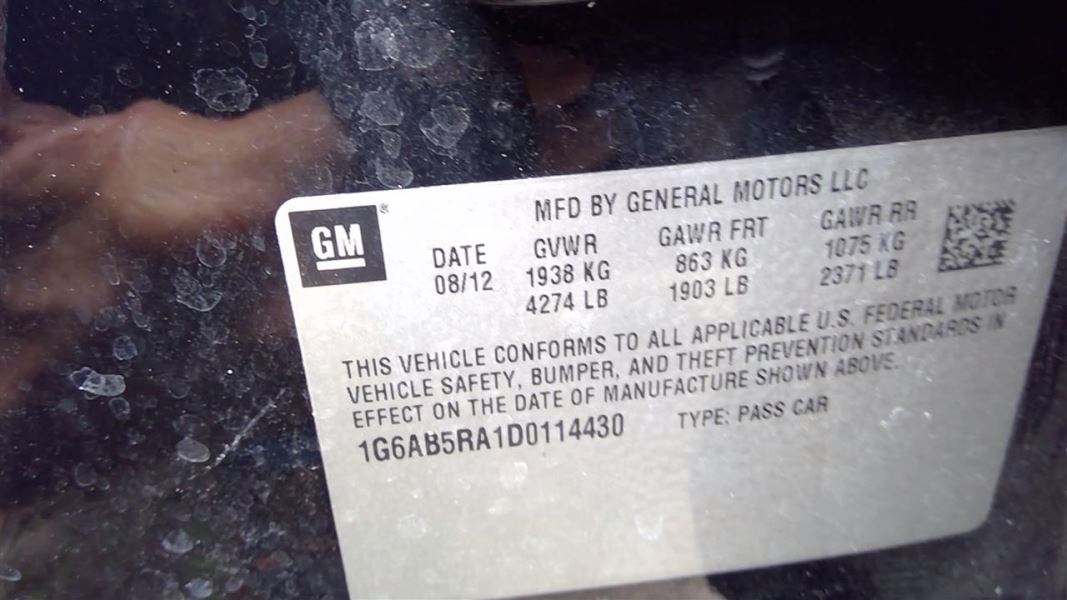 MFD BY GENERAL MOTORS LLC
GM®
DATE GVWR GAWR FRT GAWR RR
08/12 1938 KG 863 KG 1075 KG
4274 LB 1903 LB 2371 LB
THIS VEHICLE CONFORMS TO ALL APPLICABLE U.S. FEDERAL MOTOR
VEHICLE SAFETY, BUMPER, AND THEFT PREVENTION STANDARDS IN
EFFECT ON THE DATE OF MANUFACTURE SHOWN ABOVE.
1G6AB5RA1D0114430 TYPE: PASS CAR